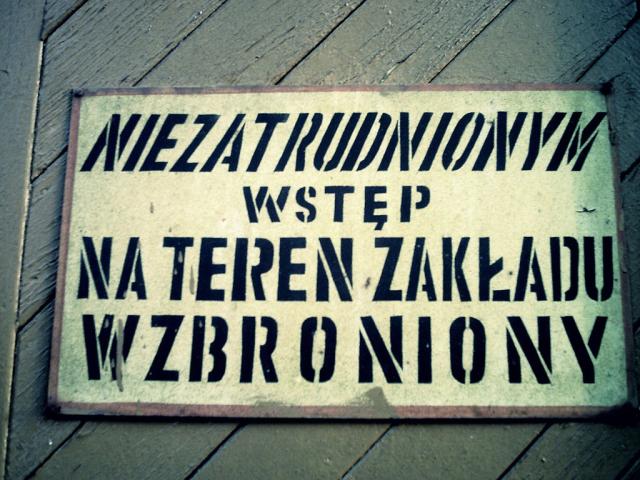 NIEZATRUDNIONYM
WSTĘP
NA TEREN ZAKŁADU
WZBRONIONY